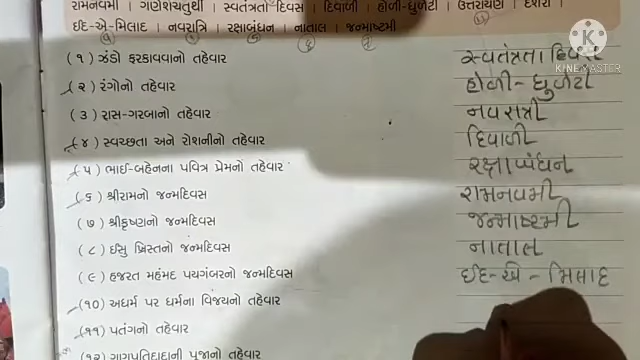 રામનવમી | ગણેશચતુર્થી | સ્વતંત્રતા દિવસ | દિવાળી | હોળી-ધુળેટી | ઉત્તરાયણ | દશેરા |
ઈદ-એ-મિલાદ | નવરાત્રિ | રક્ષાબંધન | નાતાલ | જન્માષ્ટમી
(૧) ઝંડો ફરકાવવાનો તહેવાર સ્વતંત્રતા દિવસ
(૨) રંગોનો તહેવાર હોળી-ધુળેટી
(૩) રાસ-ગરબાનો તહેવાર નવરાત્રી
(૪) સ્વચ્છતા અને રોશનીનો તહેવાર દિવાળી
(૫) ભાઈ-બહેનના પવિત્ર પ્રેમનો તહેવાર રક્ષાબંધન
(૬) શ્રીરામનો જન્મદિવસ રામનવમી
(૭) શ્રીકૃષ્ણનો જન્મદિવસ જન્માષ્ટમી
(૮) ઈસુ ખ્રિસ્તનો જન્મદિવસ નાતાલ
(૯) હજરત મહંમદ પયગંબરનો જન્મદિવસ ઈદ-એ-મિલાદ
(૧૦) અધર્મ પર ધર્મના વિજયનો તહેવાર
(૧૧) પતંગનો તહેવાર
(૧૨) ગણપતિદાદાની પૂજાનો તહેવાર
KINEMASTER